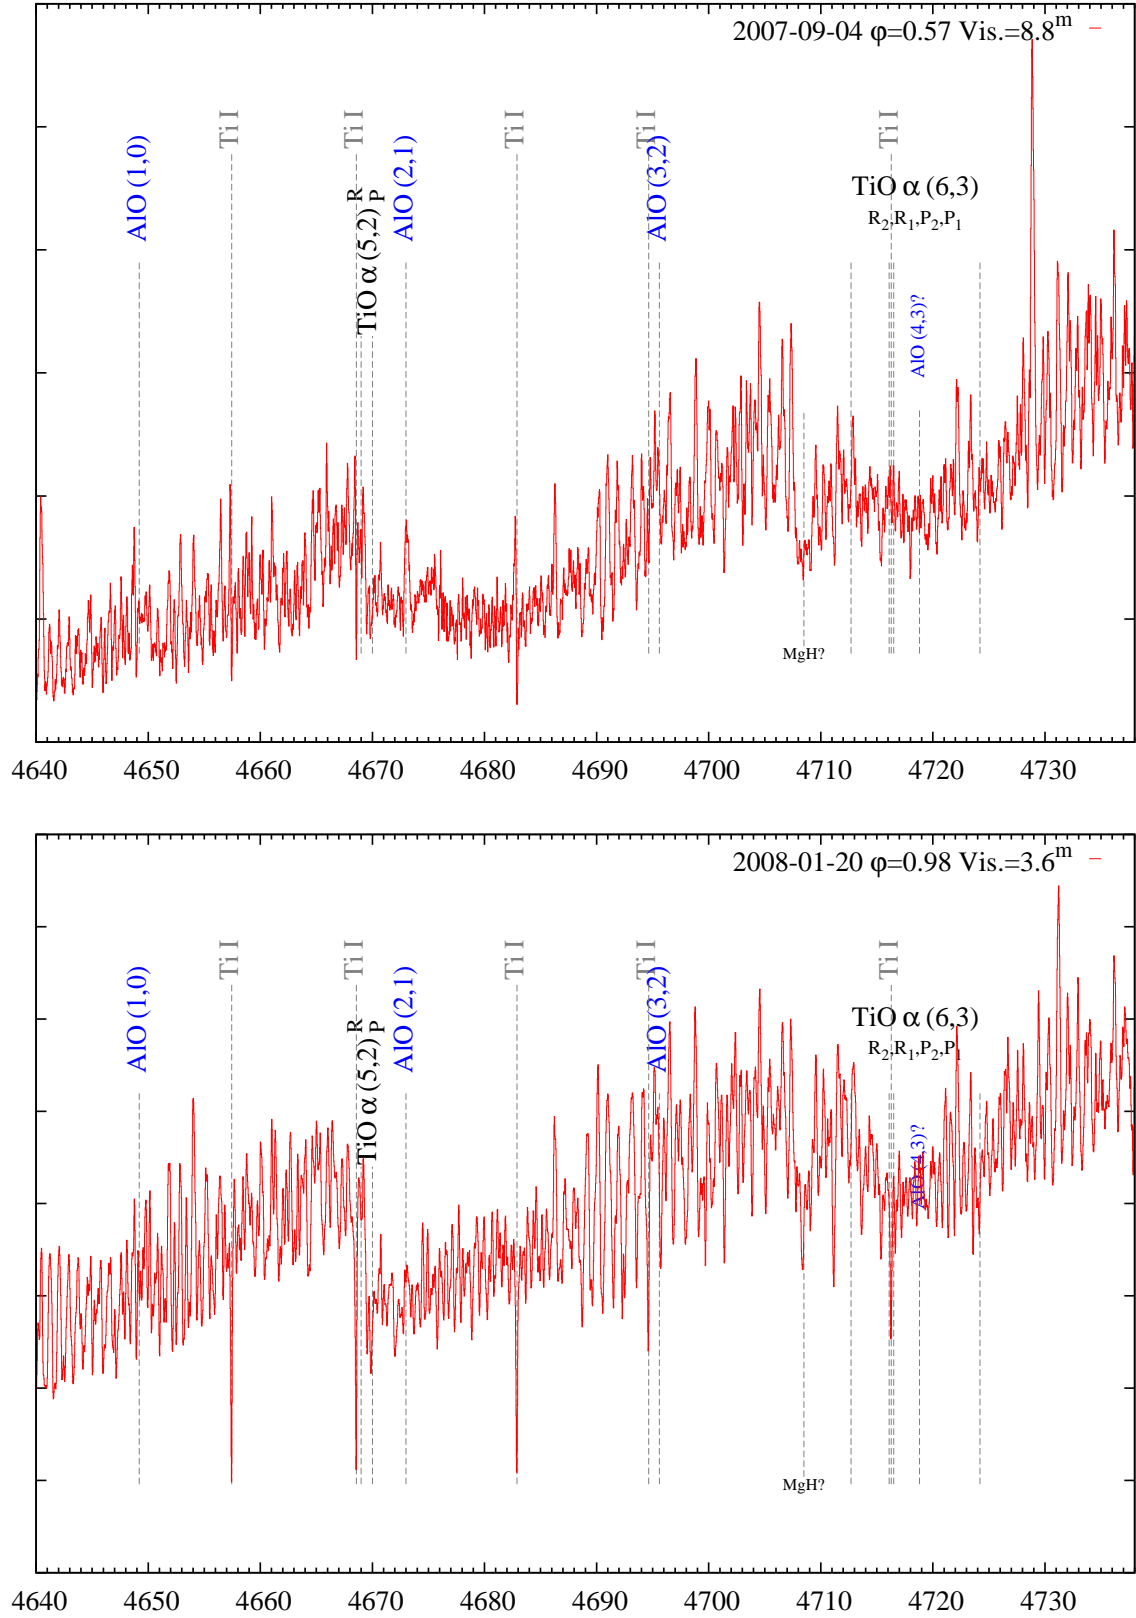 2007-09-04 φ=0.57 Vis.=8.8m
Ti I
Ti I
Ti I
Ti I
Ti I
AlO (1,0)
TiO α (5,2) R P
AlO (2,1)
AlO (3,2)
TiO α (6,3)
R2,R1,P2,P1
AlO (4,3)?
MgH?
4640 4650 4660 4670 4680 4690 4700 4710 4720 4730
2008-01-20 φ=0.98 Vis.=3.6m
Ti I
Ti I
Ti I
Ti I
Ti I
AlO (1,0)
TiO α (5,2) R P
AlO (2,1)
AlO (3,2)
TiO α (6,3)
R2,R1,P2,P1
AlO (4,3)?
MgH?
4640 4650 4660 4670 4680 4690 4700 4710 4720 4730